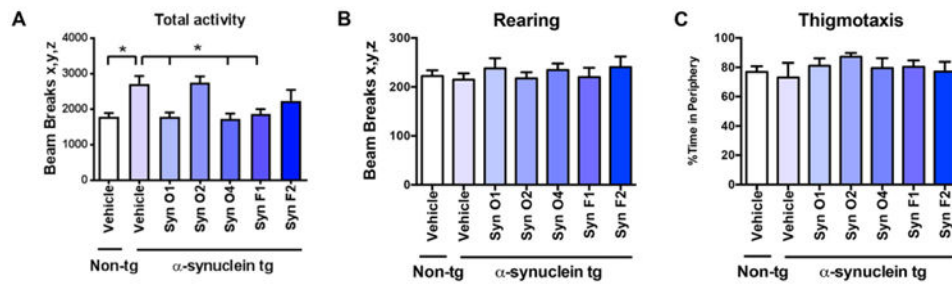 A
Total activity
Beam Breaks x,y,z
4000
3000
2000
1000
0
*
*
Vehicle
Vehicle
Syn O1
Syn O2
Syn O4
Syn F1
Syn F2
Non-tg
α-synuclein tg
B
Rearing
Beam Breaks x,y,z
300
200
100
0
Vehicle
Vehicle
Syn O1
Syn O2
Syn O4
Syn F1
Syn F2
Non-tg
α-synuclein tg
C
Thigmotaxis
%Time in Periphery
100
80
60
40
20
0
Vehicle
Vehicle
Syn O1
Syn O2
Syn O4
Syn F1
Syn F2
Non-tg
α-synuclein tg